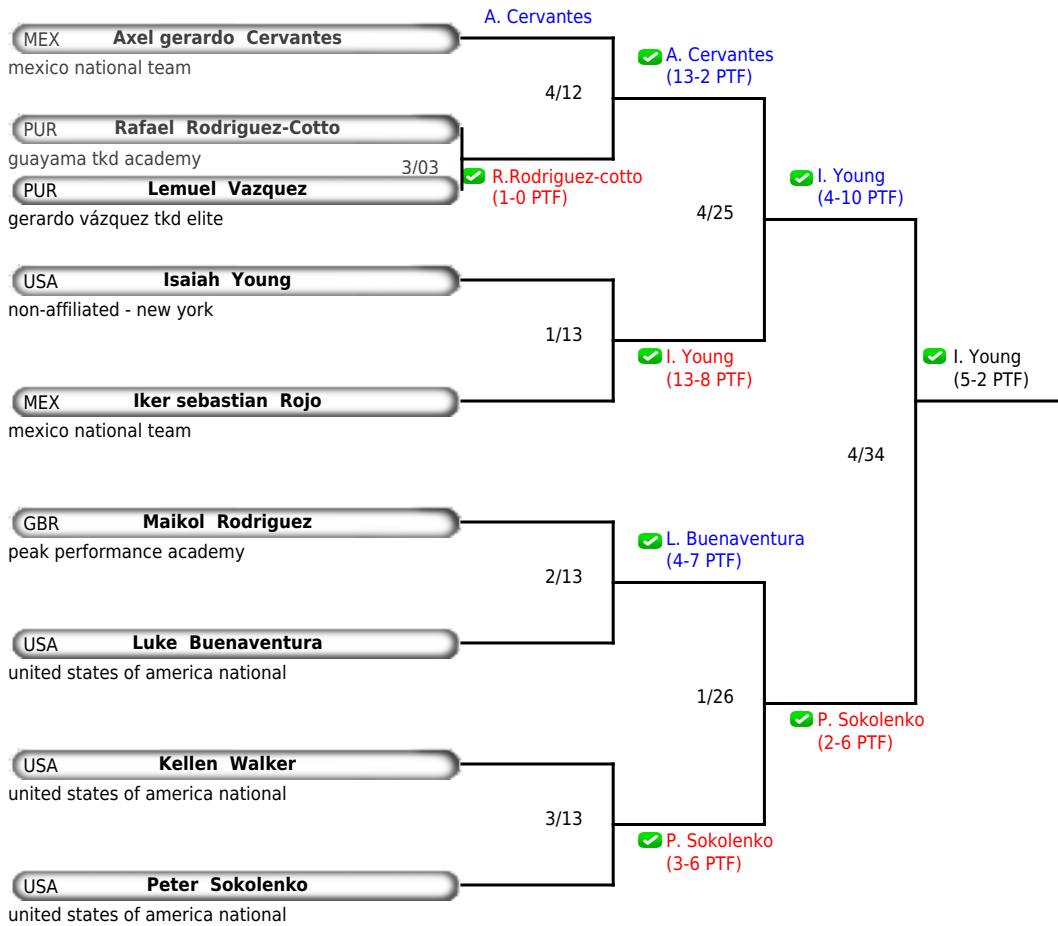 A. Cervantes
MEX Axel gerardo Cervantes
mexico national team
A. Cervantes
(13-2 PTF)
4/12
PUR Rafael Rodriguez-Cotto
guayama tkd academy
3/03
R.Rodriguez-cotto
(1-0 PTF)
PUR Lemuel Vazquez
gerardo vázquez tkd elite
I. Young
(4-10 PTF)
4/25
USA Isaiah Young
non-affiliated - new york
1/13
I. Young
(13-8 PTF)
I. Young
(5-2 PTF)
MEX Iker sebastian Rojo
mexico national team
4/34
GBR Maikol Rodriguez
peak performance academy
L. Buenaventura
(4-7 PTF)
2/13
USA Luke Buenaventura
united states of america national
1/26
P. Sokolenko
(2-6 PTF)
USA Kellen Walker
united states of america national
3/13
P. Sokolenko
(3-6 PTF)
USA Peter Sokolenko
united states of america national